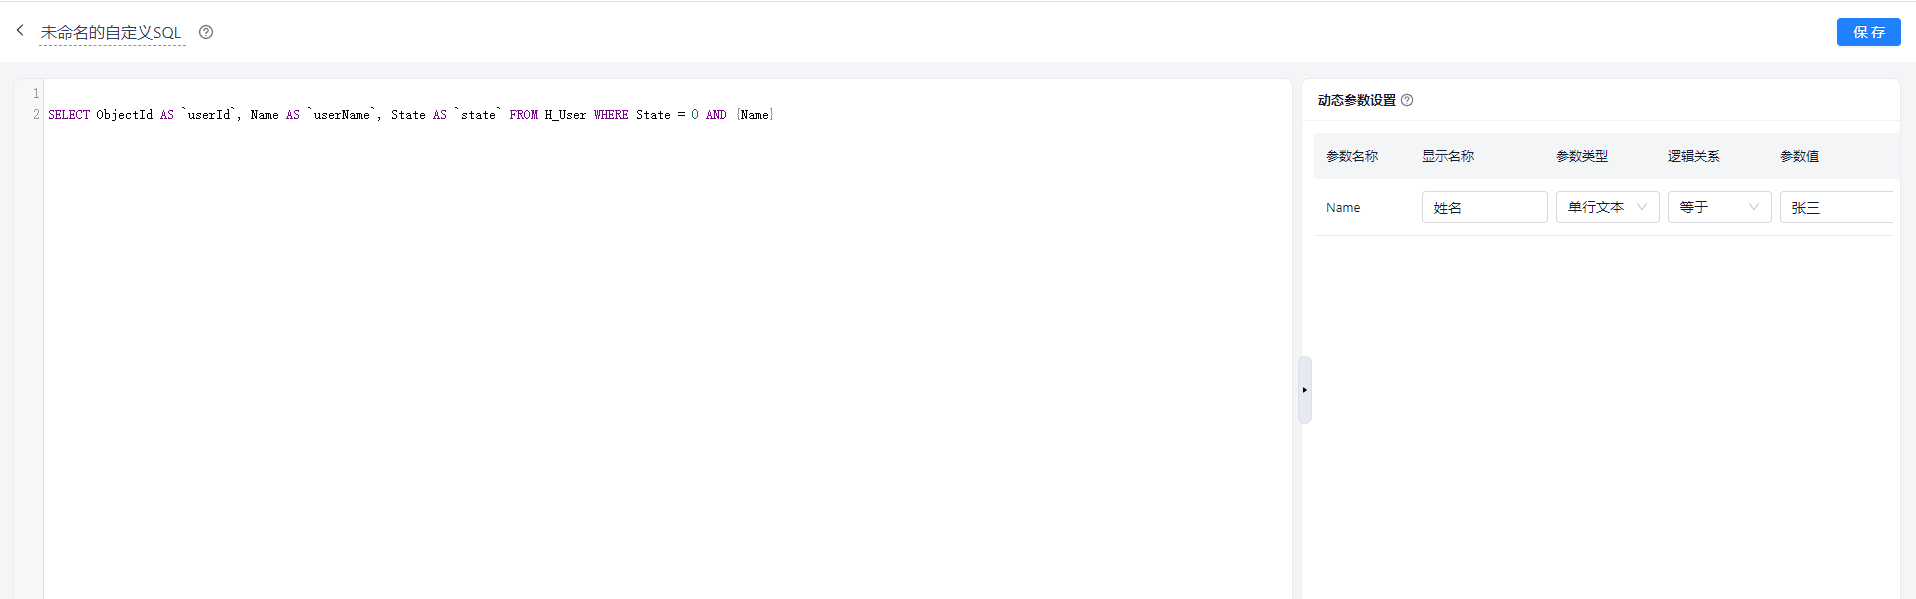 未命名的自定义SQL
保存
1
2 SELECT ObjectId AS `userId`, Name AS `userName`, State AS `state` FROM H_User WHERE State = 0 AND {Name}
动态参数设置
参数名称 显示名称 参数类型 逻辑关系 参数值
Name 姓名 单行文本 等于 张三